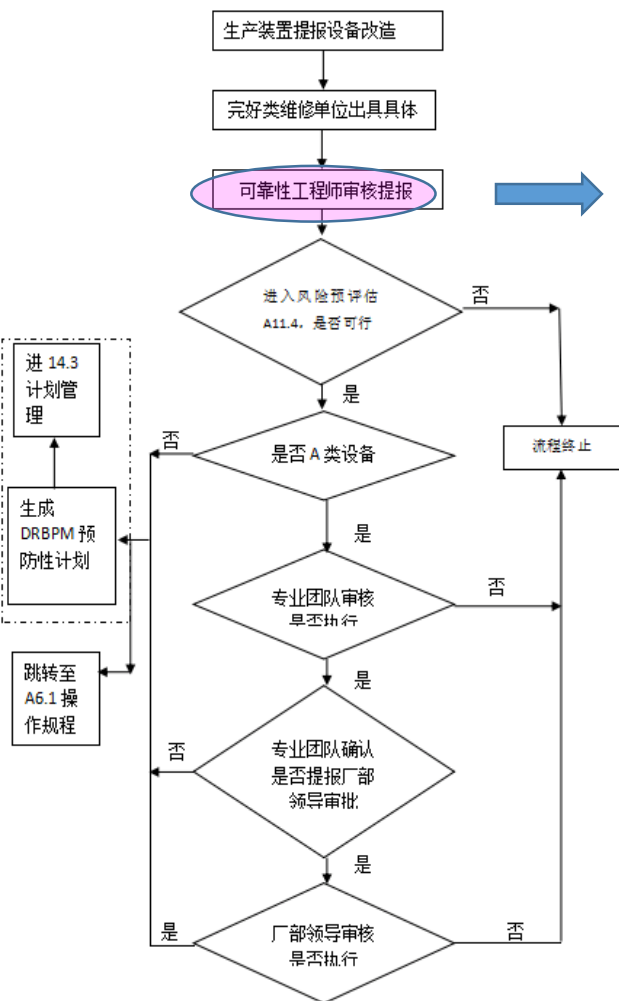 生产装置提报设备改造
完好类维修单位出具具体
可靠性工程师审核提报
进入风险预评估
A11.4，是否可行
否
是
进 14.3
计划管
理
否
是否 A 类设备
流程终止
生成
DRBPM 预
防性计划
是
专业团队审核
是否执行
否
跳转至
A6.1 操
作规程
是
否
专业团队确认
是否提报厂部
领导审批
是
是
厂部领导审核
是否执行
否